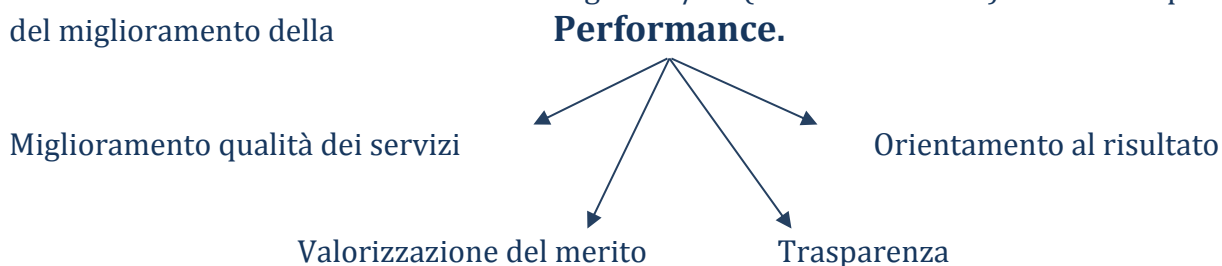 del miglioramento della Performance.
Miglioramento qualità dei servizi Orientamento al risultato
Valorizzazione del merito Trasparenza